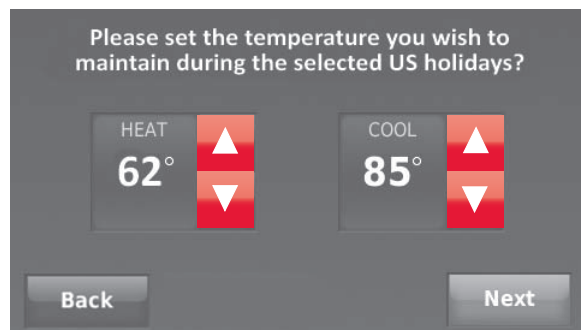 Please set the temperature you wish to
maintain during the selected US holidays?
HEAT
COOL
62°
85°
Back
Next